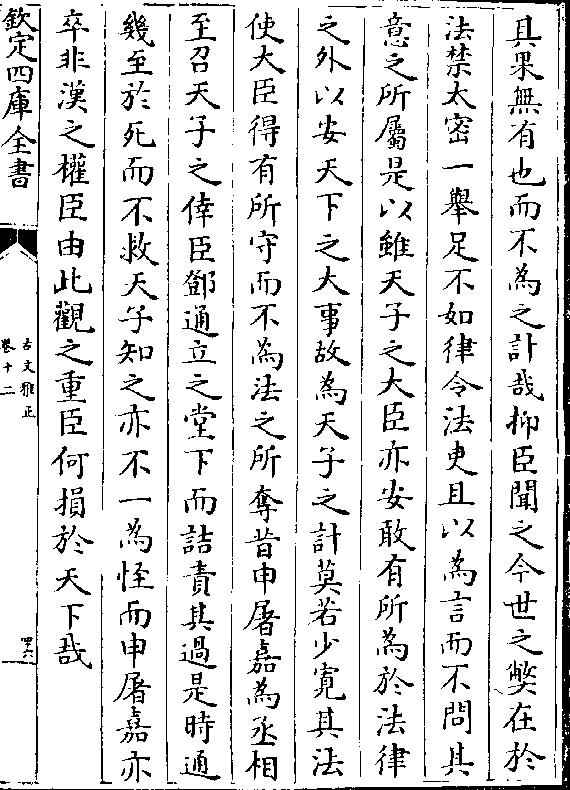 具果無有也而不為之計哉抑臣聞之今世之獘在於
法禁太密一舉足不如律令法吏且以為言而不問其
意之所屬是以雖天子之大臣亦安敢有所為於法律
之外以安天下之大事故為天子之計莫若少寛其法
使大臣得有所守而不為法之所奪昔申屠嘉為丞相
至召天子之倖臣鄧通立之堂下而詰責其過是時通
幾至於死而不救天子知之亦不一為怪而申屠嘉亦
卒非漢之權臣由此觀之重臣何損於天下哉
欽定四庫全書
古文雅正
卷十二